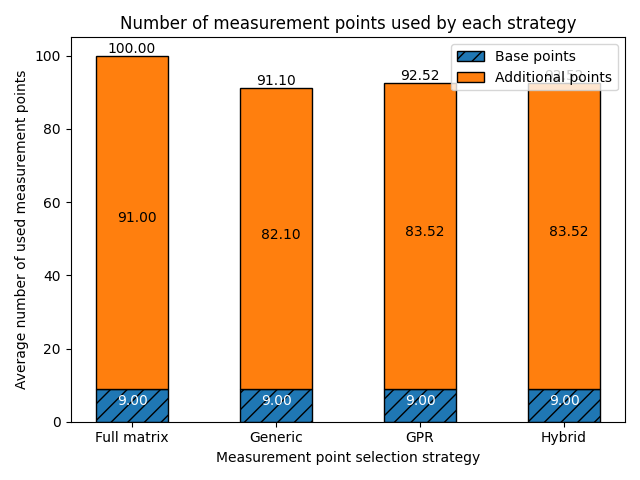 Number of measurement points used by each strategy
Base points
Additional points
100.00
91.10
92.52
91.00
82.10
83.52
83.52
9.00
9.00
9.00
9.00
100
80
60
40
20
0
Average number of used measurement points
Full matrix
Generic
GPR
Hybrid
Measurement point selection strategy